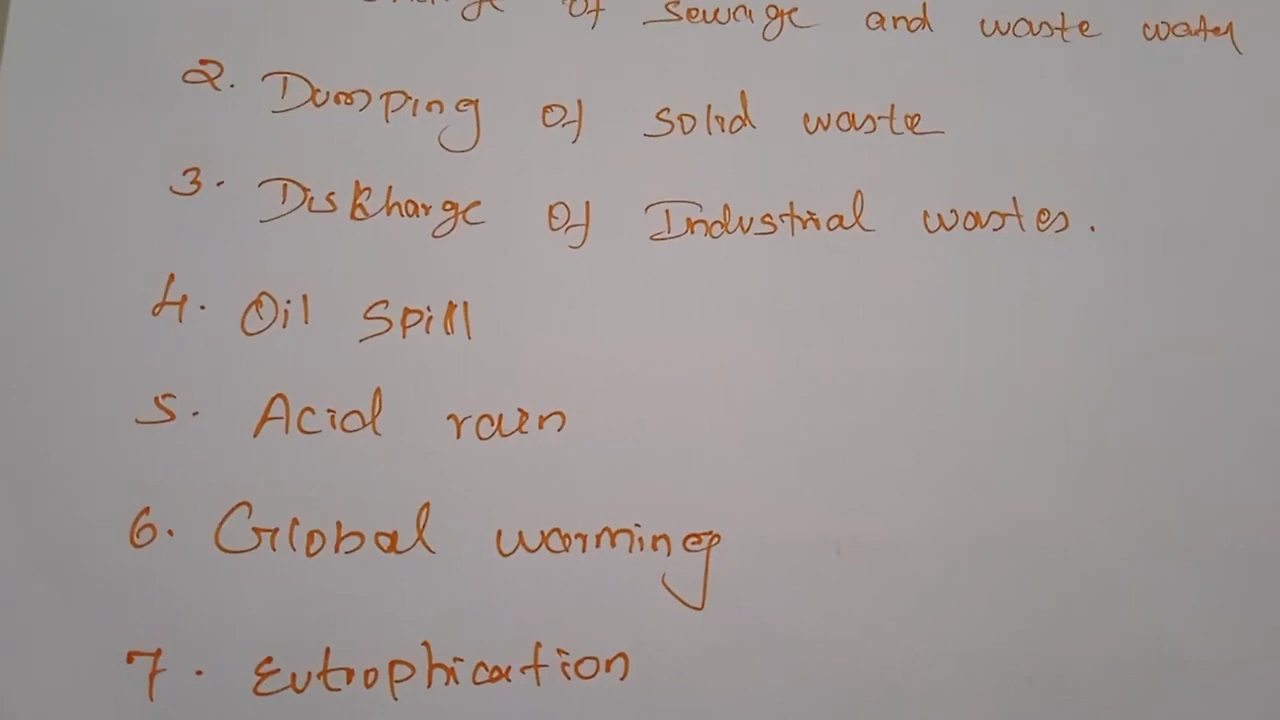 of sewage and waste water
2. Dumping of solid waste
3. Diskharge of Industrial wastes.
4. Oil spill
5. Acid rain
6. Global warming
7. Eutrophication